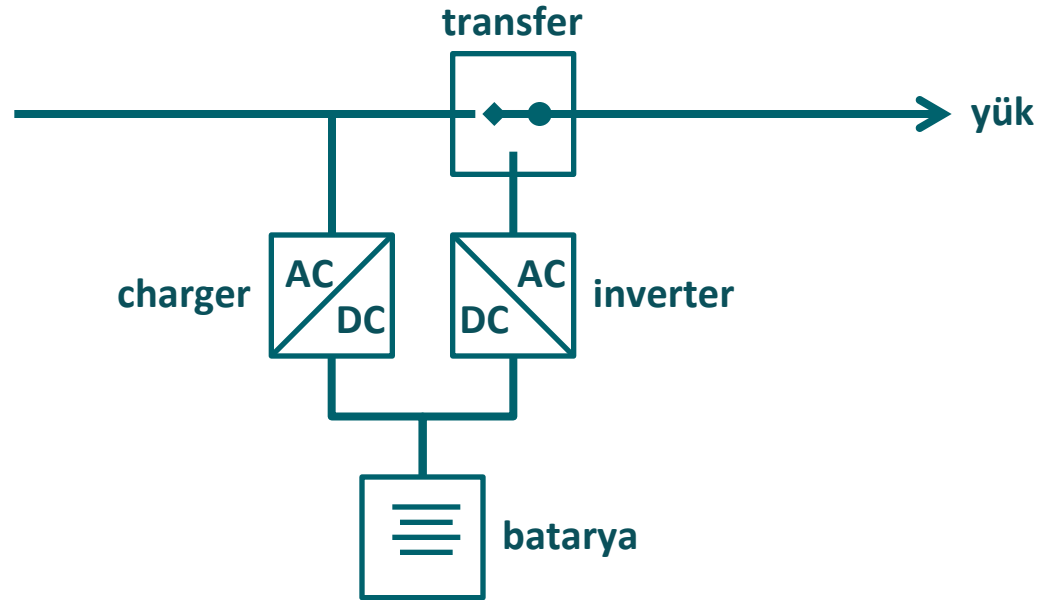 transfer
yük
charger
AC
DC
AC
DC
inverter
batarya